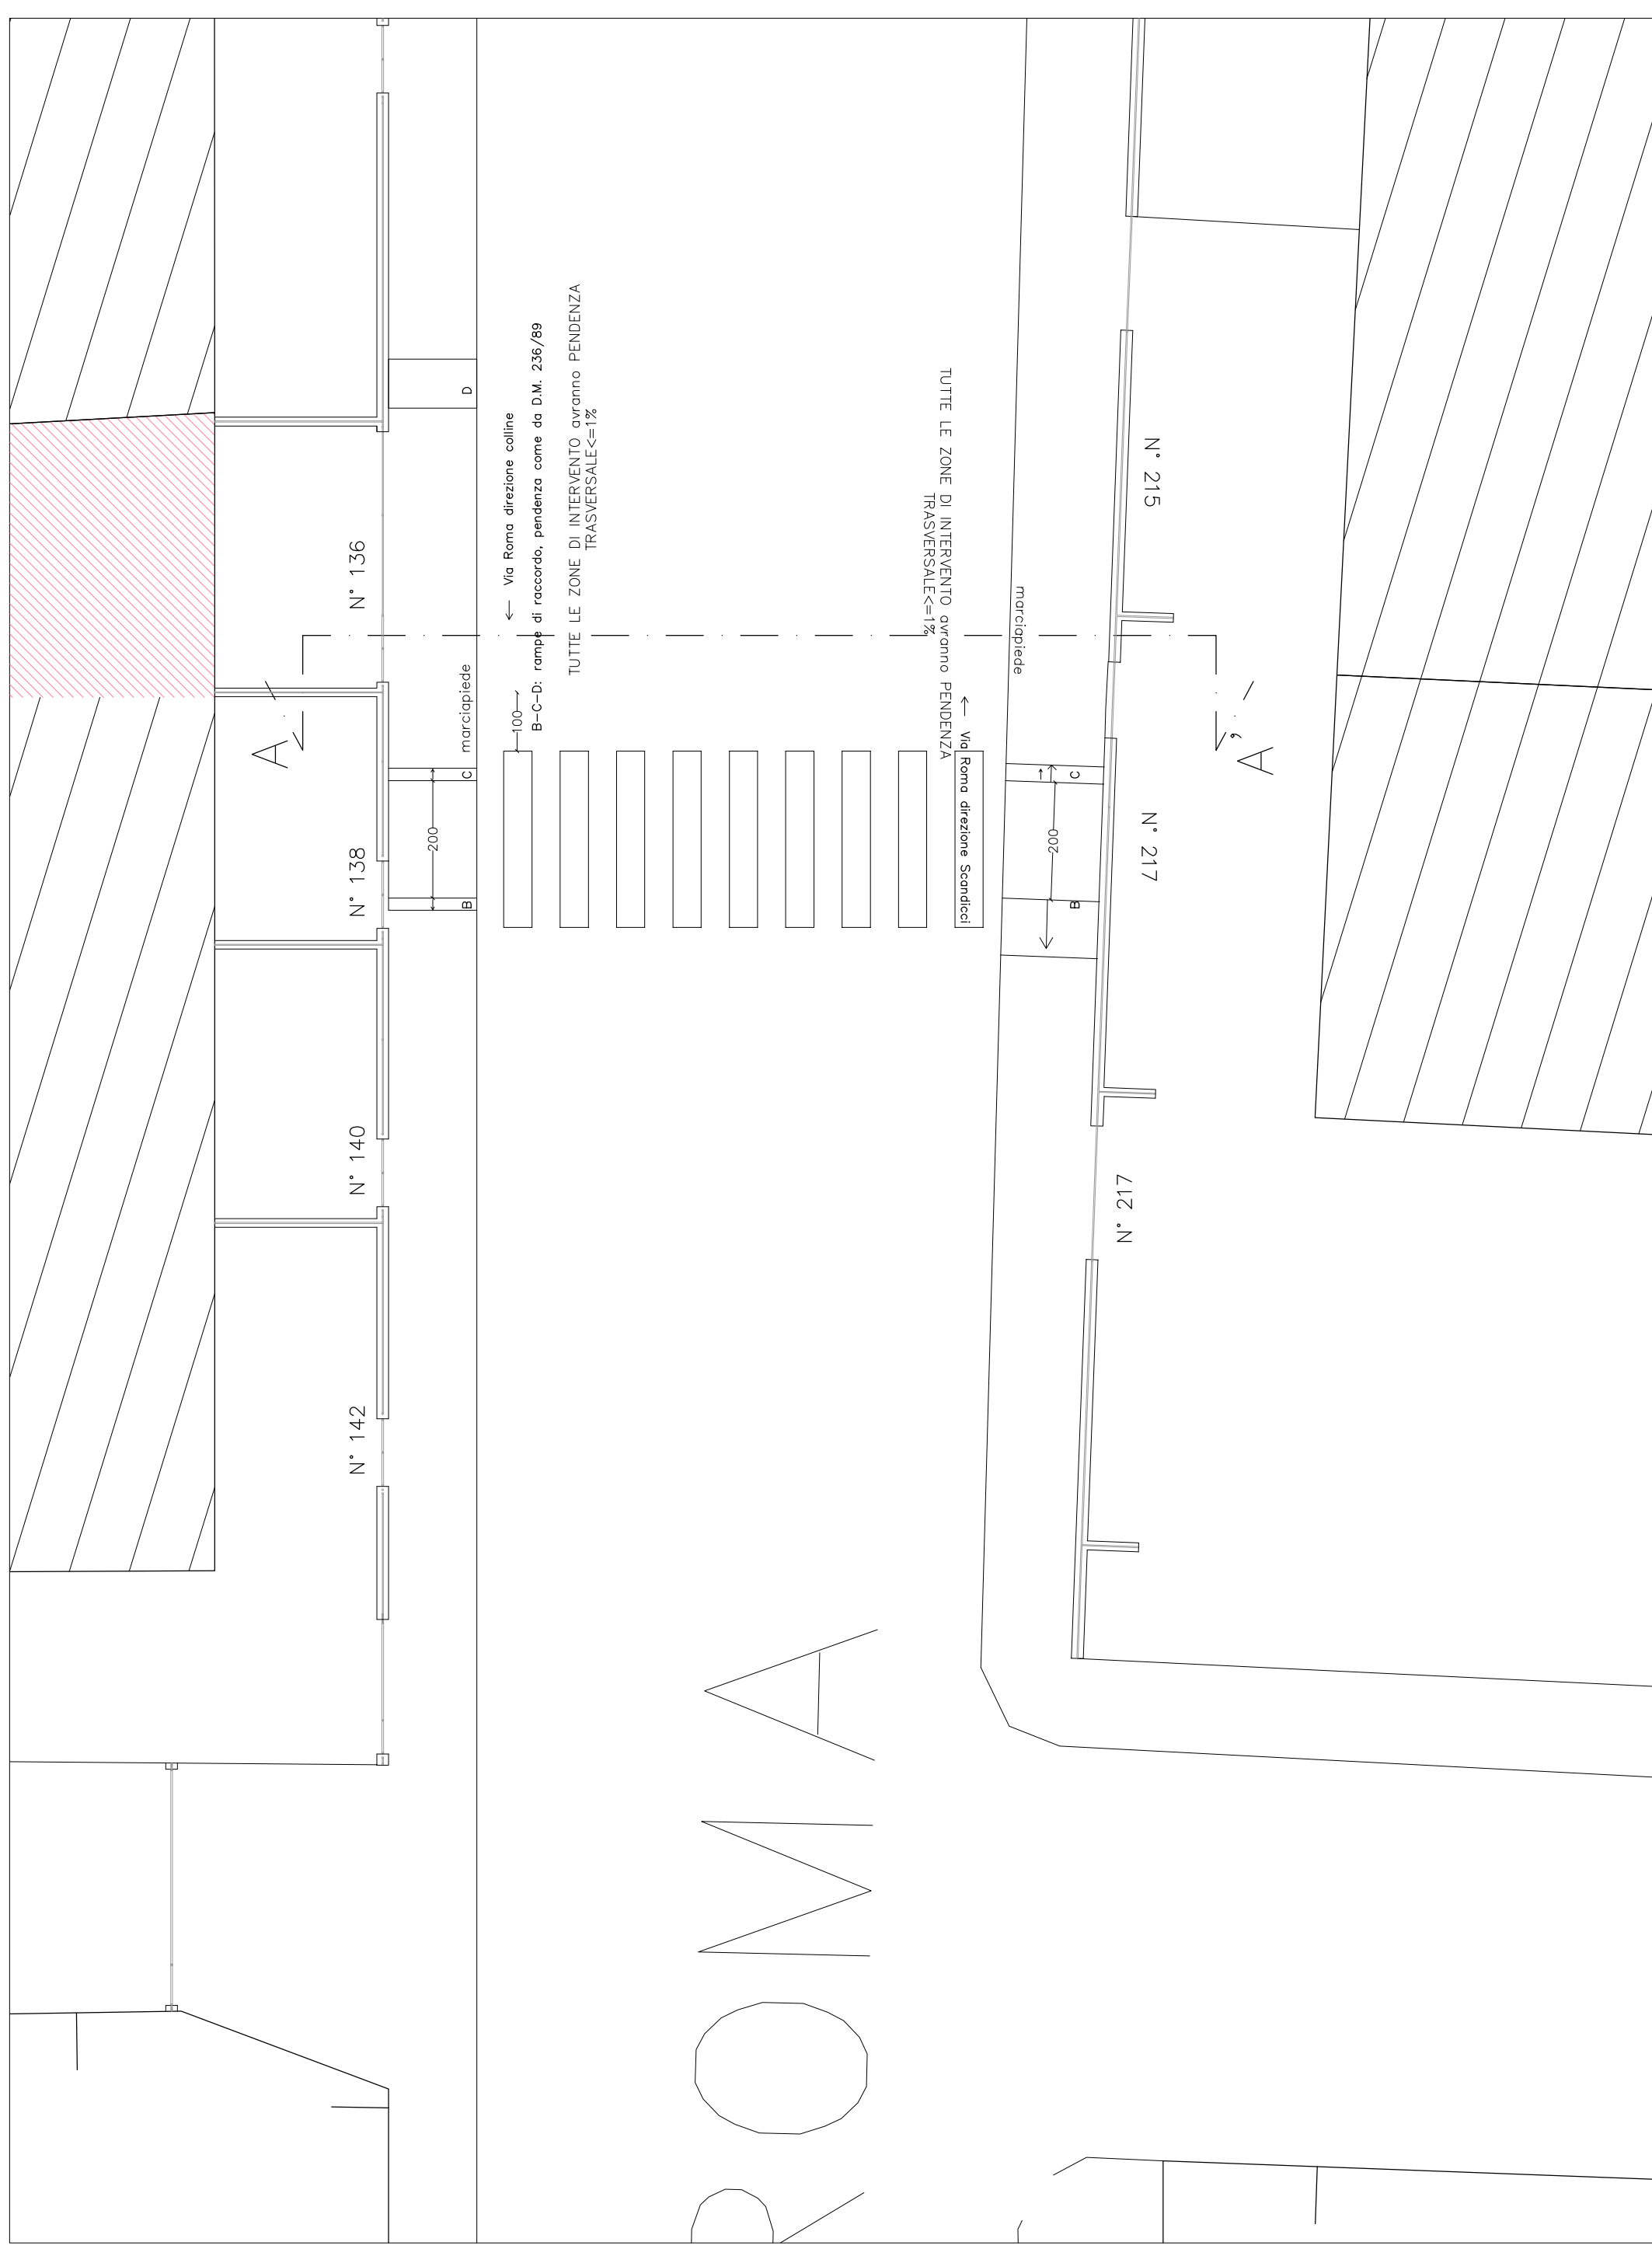 N° 136
N° 138
N° 140
N° 142
A
marciapiede
D
C
B
200
100
← Via Roma direzione colline
B-C-D: rampe di raccordo, pendenza come da D.M. 236/89
TUTTE LE ZONE DI INTERVENTO avranno PENDENZA
TRASVERSALE<=1%
TUTTE LE ZONE DI INTERVENTO avranno PENDENZA
TRASVERSALE<=1%
← Via Roma direzione Scandicci
marciapiede
C
200
B
N° 215
N° 217
N° 217
A'
ROMA